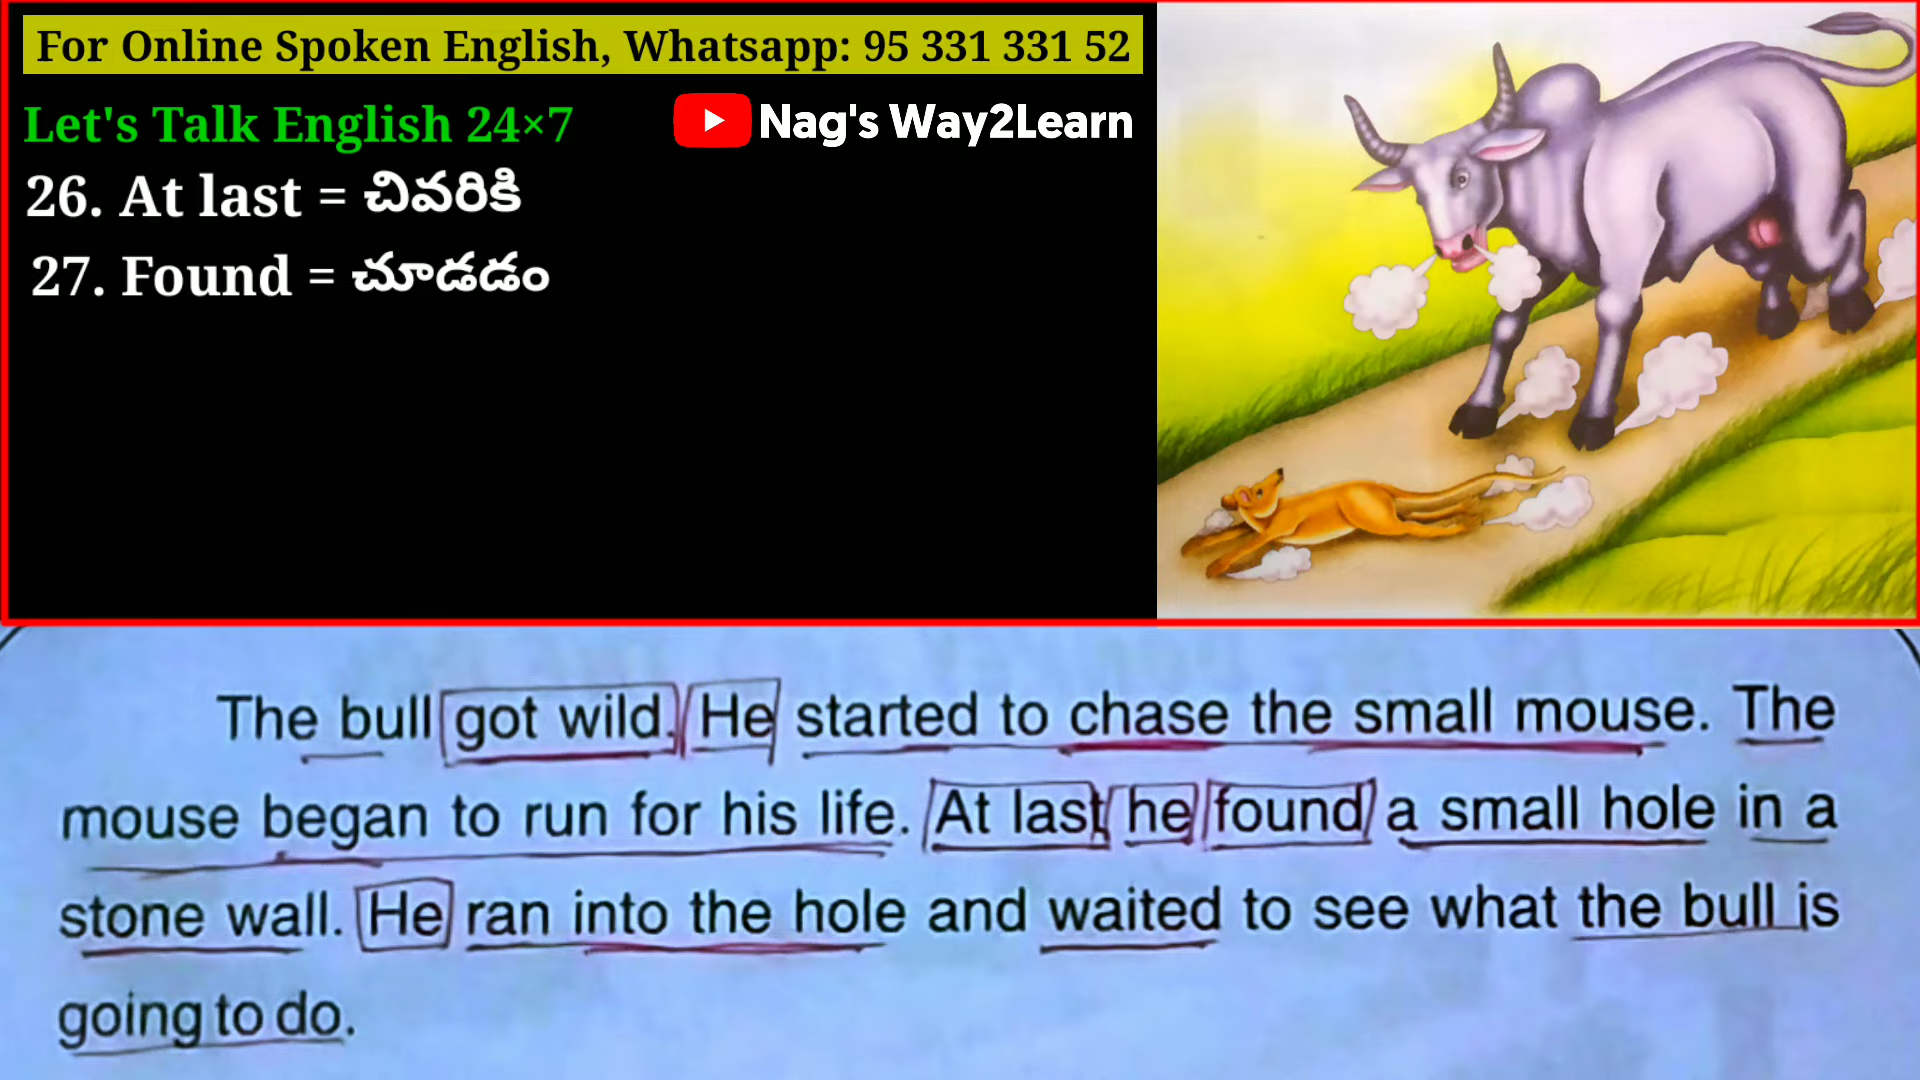 For Online Spoken English, Whatsapp: 95 331 331 52
Let's Talk English 24×7
Nag's Way2Learn
26. At last = చివరికి
27. Found = చూడడం
The bull got wild. He started to chase the small mouse. The
mouse began to run for his life. At last he found a small hole in a
stone wall. He ran into the hole and waited to see what the bull is
going to do.